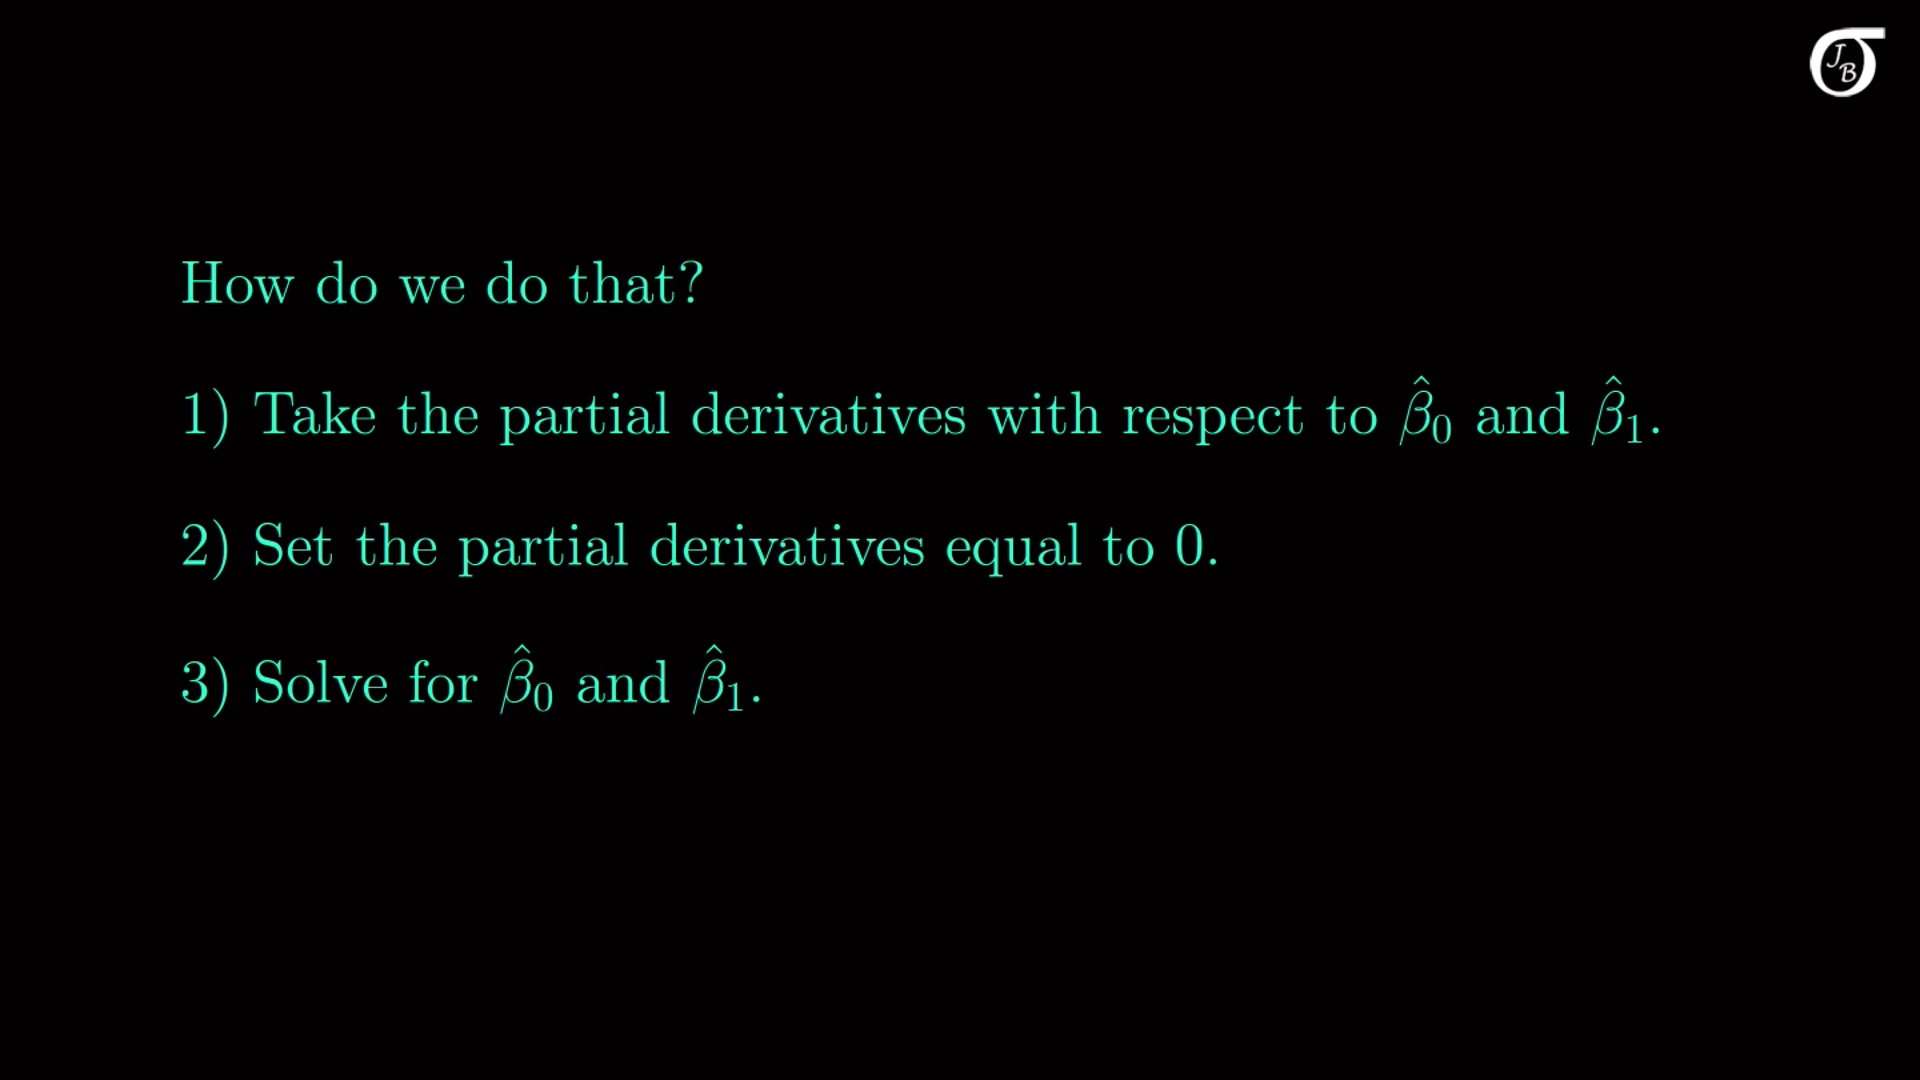 J
B
How do we do that?
1) Take the partial derivatives with respect to β̂₀ and β̂₁.
2) Set the partial derivatives equal to 0.
3) Solve for β̂₀ and β̂₁.